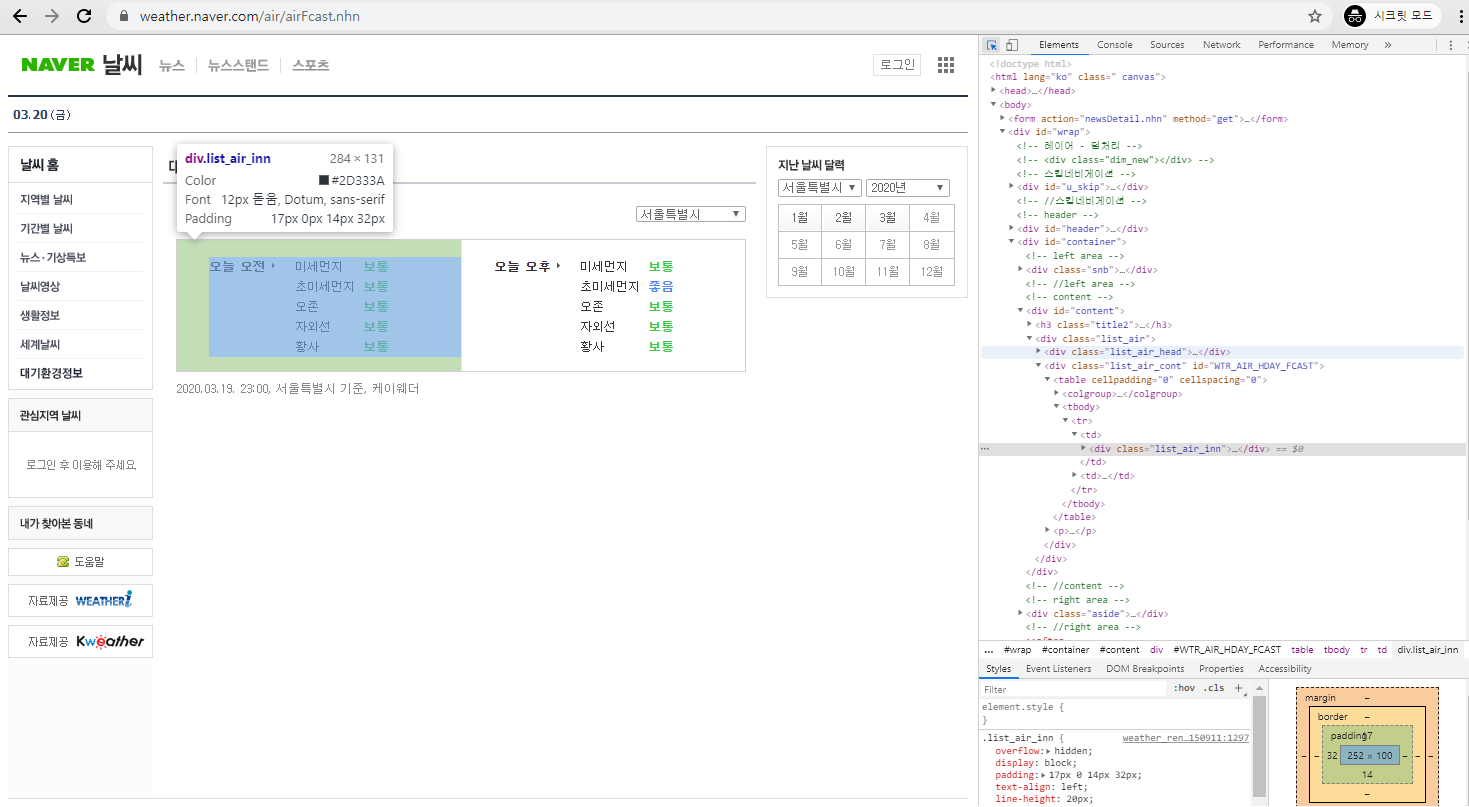 weather.naver.com/air/airFcast.nhn
시크릿 모드
NAVER 날씨 뉴스 뉴스스탠드 스포츠
로그인
03.20 (금)
날씨 홈
지역별 날씨
기간별 날씨
뉴스·기상특보
날씨영상
생활정보
세계날씨
대기환경정보
관심지역 날씨
로그인 후 이용해 주세요.
내가 찾아본 동네
도움말
자료제공 WEATHERi
자료제공 Kweather
대
div.list_air_inn 284 × 131
Color #2D333A
Font 12px 돋움, Dotum, sans-serif
Padding 17px 0px 14px 32px
서울특별시
오늘 오전 미세먼지 보통
초미세먼지 보통
오존 보통
자외선 보통
황사 보통
오늘 오후 미세먼지 보통
초미세먼지 좋음
오존 보통
자외선 보통
황사 보통
2020.03.19. 23:00, 서울특별시 기준, 케이웨더
지난 날씨 달력
서울특별시 2020년
1월 2월 3월 4월
5월 6월 7월 8월
9월 10월 11월 12월
Elements Console Sources Network Performance Memory »
<!doctype html>
<html lang="ko" class=" canvas">
<head>…</head>
<body>
<form action="newsDetail.nhn" method="get">…</form>
<div id="wrap">
<!-- 레이어 - 딤처리 -->
<!-- <div class="dim_new"></div> -->
<!-- 스킵네비게이션 -->
<div id="u_skip">…</div>
<!-- //스킵네비게이션 -->
<!-- header -->
<div id="header">…</div>
<div id="container">
<!-- left area -->
<div class="snb">…</div>
<!-- //left area -->
<!-- content -->
<div id="content">
<h3 class="title2">…</h3>
<div class="list_air">
<div class="list_air_head">…</div>
<div class="list_air_cont" id="WTR_AIR_HDAY_FCAST">
<table cellpadding="0" cellspacing="0">
<colgroup>…</colgroup>
<tbody>
<tr>
<td>
… <div class="list_air_inn">…</div> == $0
</td>
<td>…</td>
</tr>
</tbody>
</table>
<p>…</p>
</div>
</div>
</div>
<!-- //content -->
<!-- right area -->
<div class="aside">…</div>
<!-- //right area -->
… #wrap #container #content div #WTR_AIR_HDAY_FCAST table tbody tr td div.list_air_inn
Styles Event Listeners DOM Breakpoints Properties Accessibility
Filter :hov .cls +
element.style {
}
.list_air_inn { weather_ren…150911:1297
overflow: hidden;
display: block;
padding: 17px 0 14px 32px;
text-align: left;
line-height: 20px;
margin -
border -
padding 17
- - 32 252 × 100 - - -
14
-